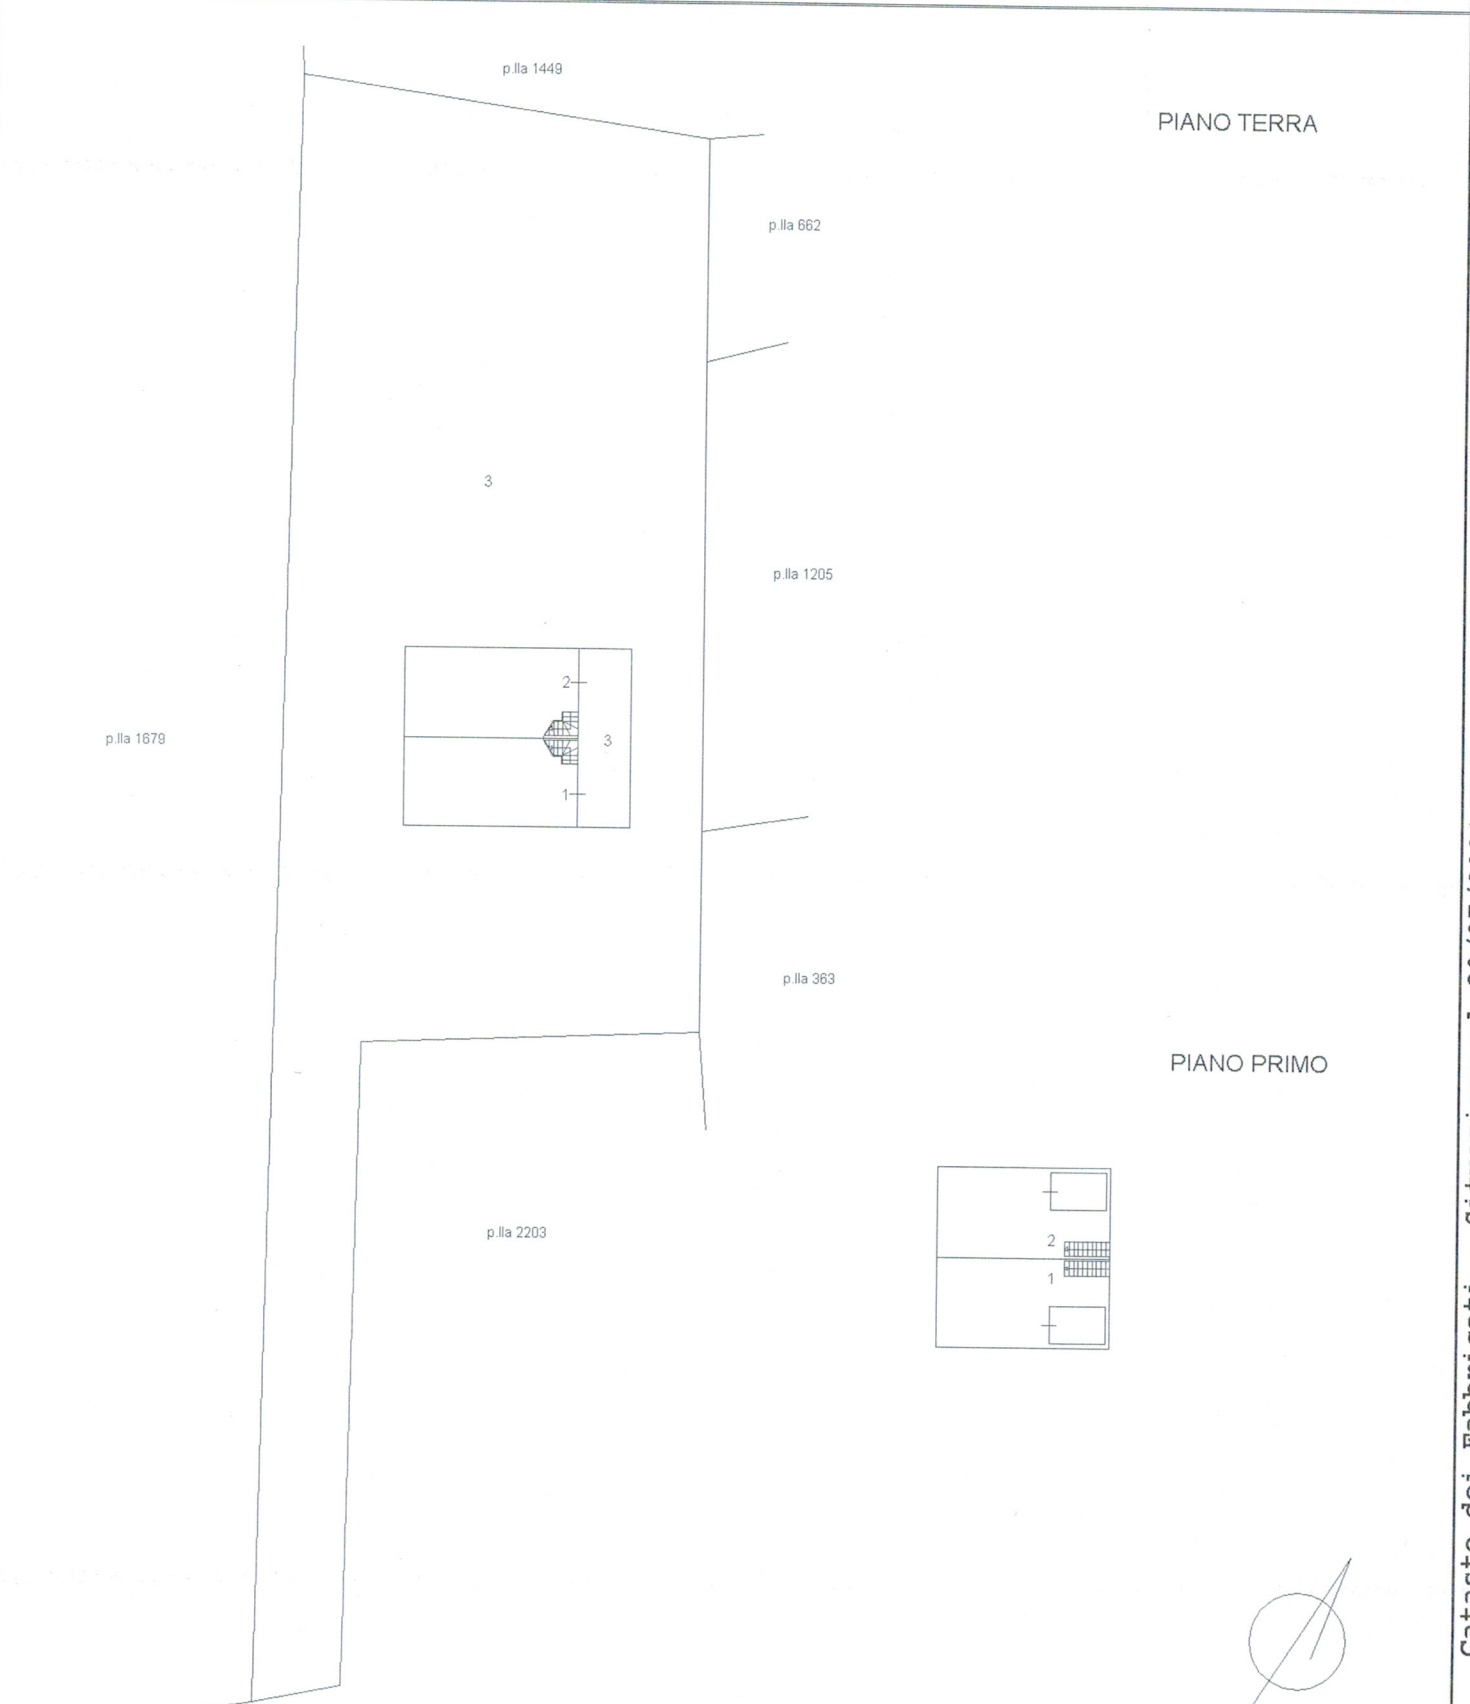 p.lla 1449
PIANO TERRA
p.lla 662
3
p.lla 1205
2
3
p.lla 1679
1
p.lla 363
PIANO PRIMO
p.lla 2203
2
1
Catasto dei Fabbricati